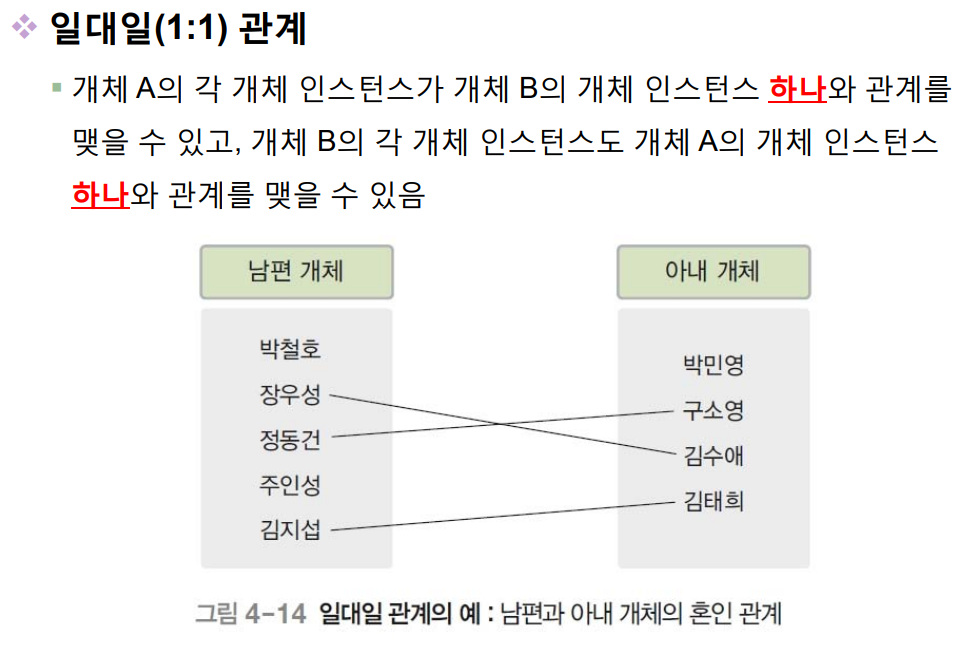 일대일(1:1) 관계
개체 A의 각 개체 인스턴스가 개체 B의 개체 인스턴스 하나와 관계를
맺을 수 있고, 개체 B의 각 개체 인스턴스도 개체 A의 개체 인스턴스
하나와 관계를 맺을 수 있음
남편 개체
박철호
장우성
정동건
주인성
김지섭
아내 개체
박민영
구소영
김수애
김태희
그림 4-14 일대일 관계의 예 : 남편과 아내 개체의 혼인 관계